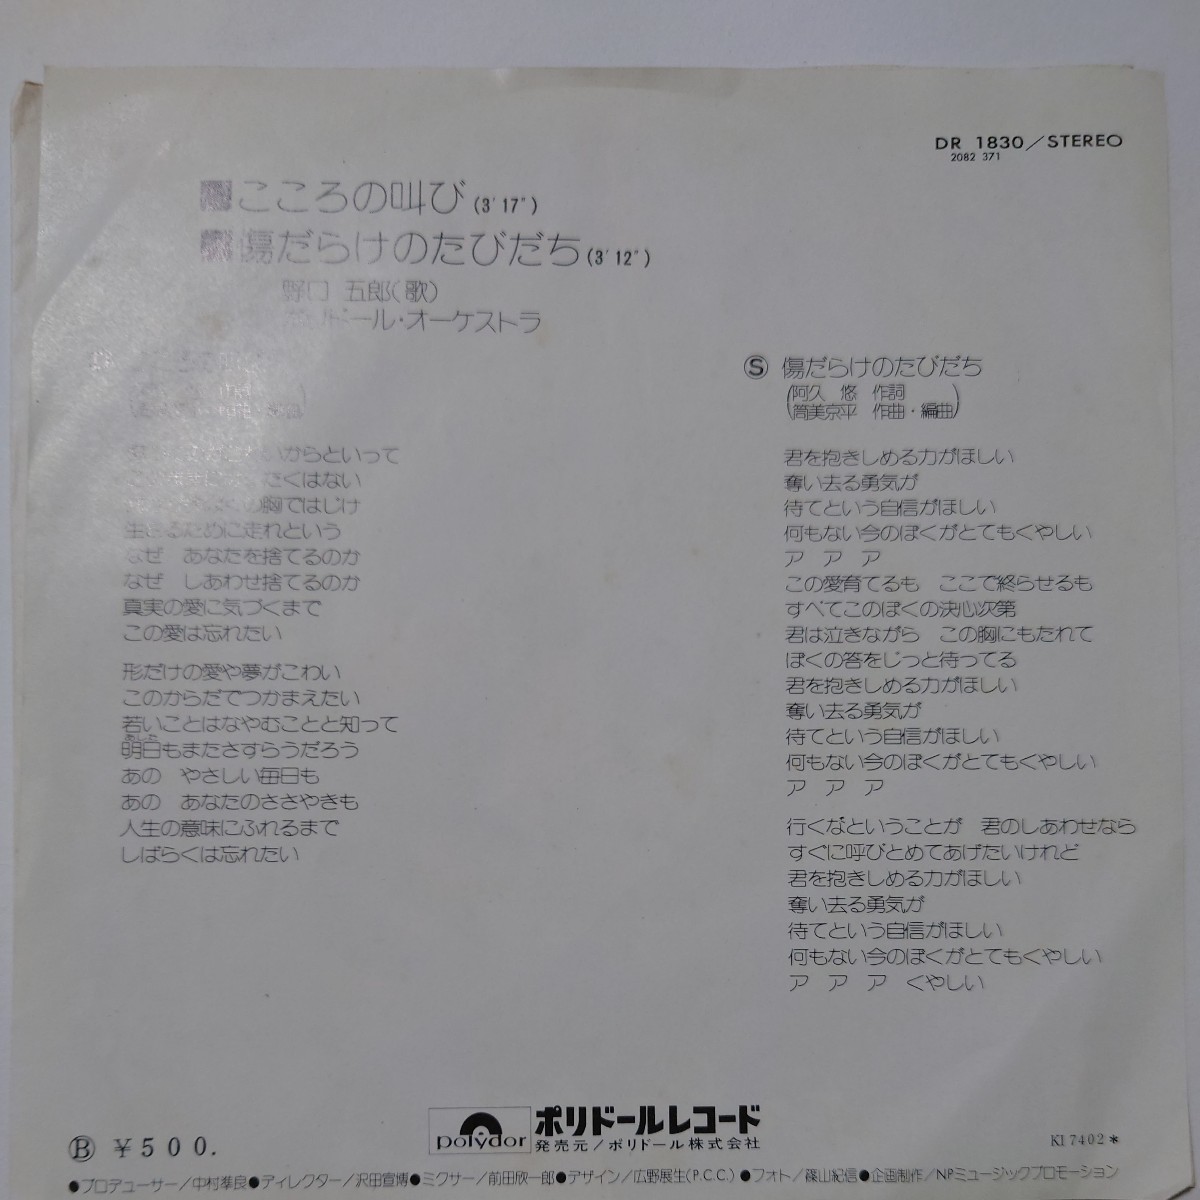 DR 1830／STEREO
2082 371
こころの叫び(3′17″)
傷だらけのたびだち(3′12″)
野口 五郎(歌)
ポリドール・オーケストラ
いからといって
くはない
の胸ではじけ
生きるために走れという
なぜ　あなたを捨てるのか
なぜ　しあわせ捨てるのか
真実の愛に気づくまで
この愛は忘れたい
形だけの愛や夢がこわい
このからだでつかまえたい
若いことはなやむことと知って
あした
明日もまたさすらうだろう
あの　やさしい毎日も
あの　あなたのささやきも
人生の意味にふれるまで
しばらくは忘れたい
Ⓢ 傷だらけのたびだち
(阿久　悠　作詞
筒美京平　作曲・編曲)
君を抱きしめる力がほしい
奪い去る勇気が
待てという自信がほしい
何もない今のぼくがとてもくやしい
ア　ア　ア
この愛育てるも　ここで終らせるも
すべてこのぼくの決心次第
君は泣きながら　この胸にもたれて
ぼくの答をじっと待ってる
君を抱きしめる力がほしい
奪い去る勇気が
待てという自信がほしい
何もない今のぼくがとてもくやしい
ア　ア　ア
行くなということが　君のしあわせなら
すぐに呼びとめてあげたいけれど
君を抱きしめる力がほしい
奪い去る勇気が
待てという自信がほしい
何もない今のぼくがとてもくやしい
ア　ア　ア　くやしい
polydor
ポリドールレコード
発売元／ポリドール株式会社
Ⓑ ￥500.
KI 7402＊
●プロデューサー／中村準良●ディレクター／沢田宣博●ミクサー／前田欣一郎●デザイン／広野展生(P.C.C.)●フォト／篠山紀信●企画制作／NPミュージックプロモーション